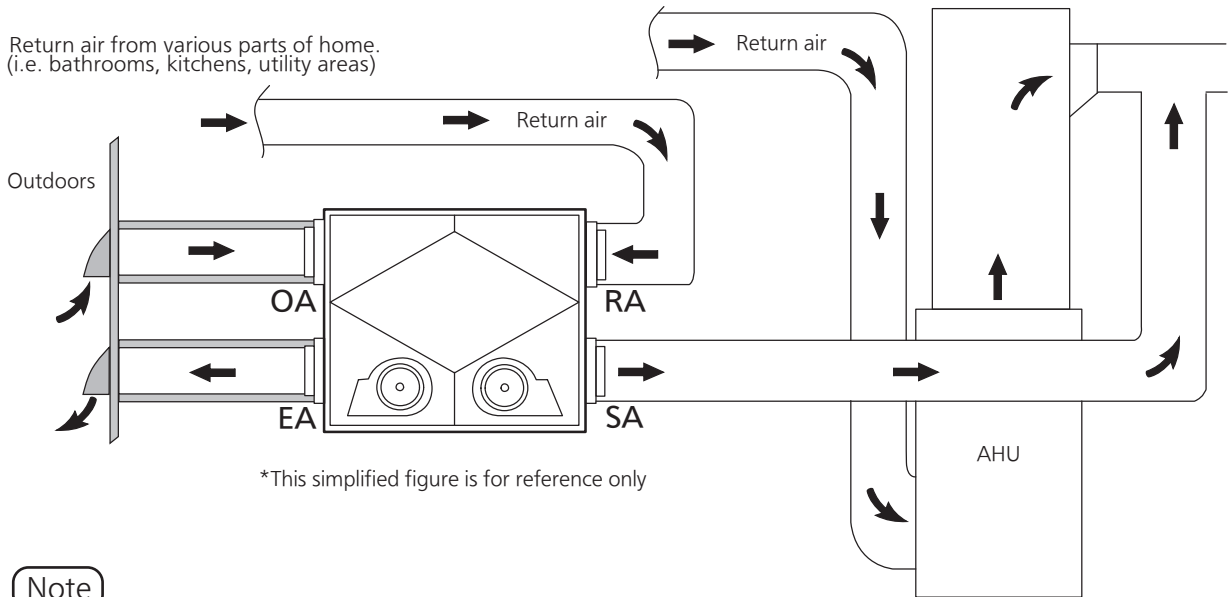 Return air from various parts of home.
(i.e. bathrooms, kitchens, utility areas)
Return air
Return air
Outdoors
OA
RA
EA
SA
AHU
*This simplified figure is for reference only
Note